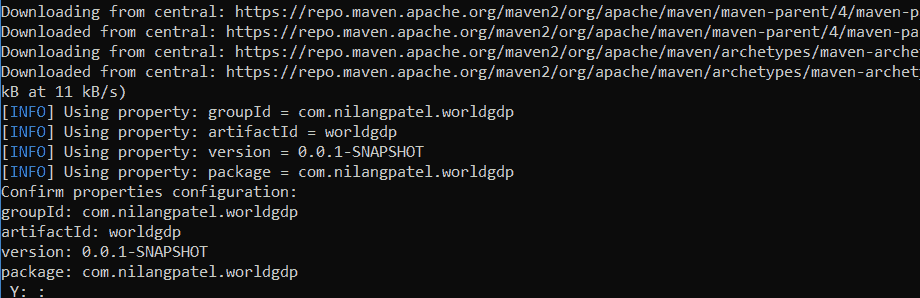 Downloading from central: https://repo.maven.apache.org/maven2/org/apache/maven/maven-parent/4/maven-p
Downloaded from central: https://repo.maven.apache.org/maven2/org/apache/maven/maven-parent/4/maven-pa
Downloading from central: https://repo.maven.apache.org/maven2/org/apache/maven/archetypes/maven-arche
Downloaded from central: https://repo.maven.apache.org/maven2/org/apache/maven/archetypes/maven-archet
kB at 11 kB/s)
[INFO] Using property: groupId = com.nilangpatel.worldgdp
[INFO] Using property: artifactId = worldgdp
[INFO] Using property: version = 0.0.1-SNAPSHOT
[INFO] Using property: package = com.nilangpatel.worldgdp
Confirm properties configuration:
groupId: com.nilangpatel.worldgdp
artifactId: worldgdp
version: 0.0.1-SNAPSHOT
package: com.nilangpatel.worldgdp
 Y: :